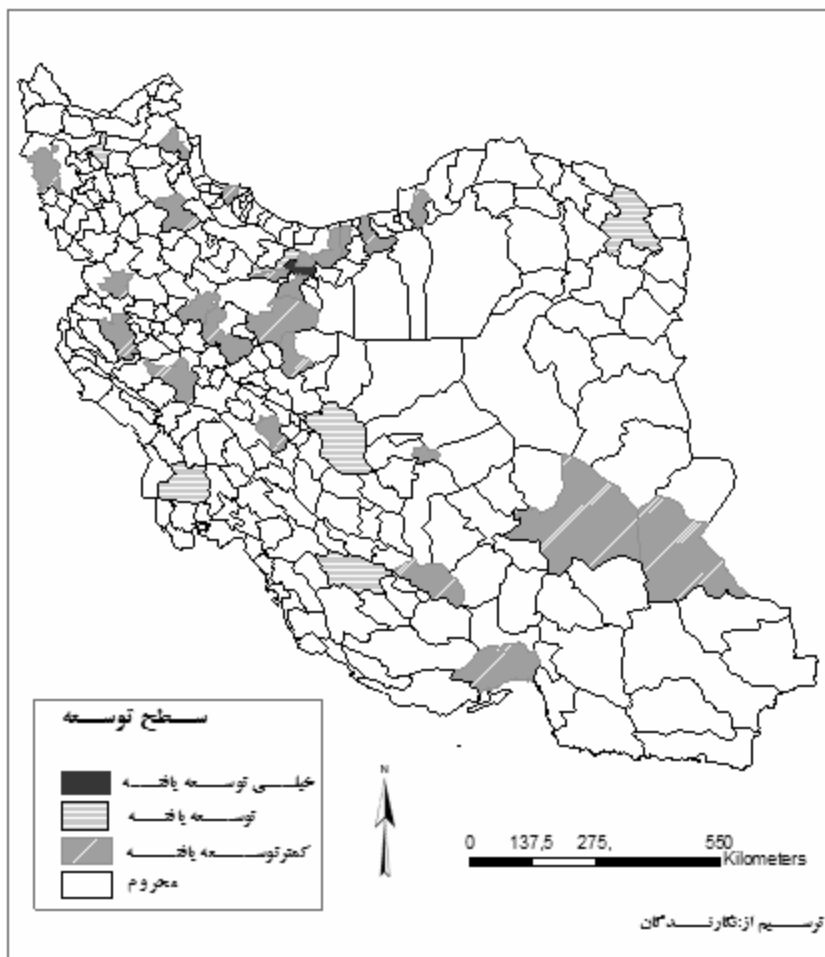 سطح توسعه
خیلی توسعه یافته
توسعه یافته
کمتر توسعه یافته
محروم
N
0 137,5 275, 550
Kilometers
ترسیم از:نگارندگان